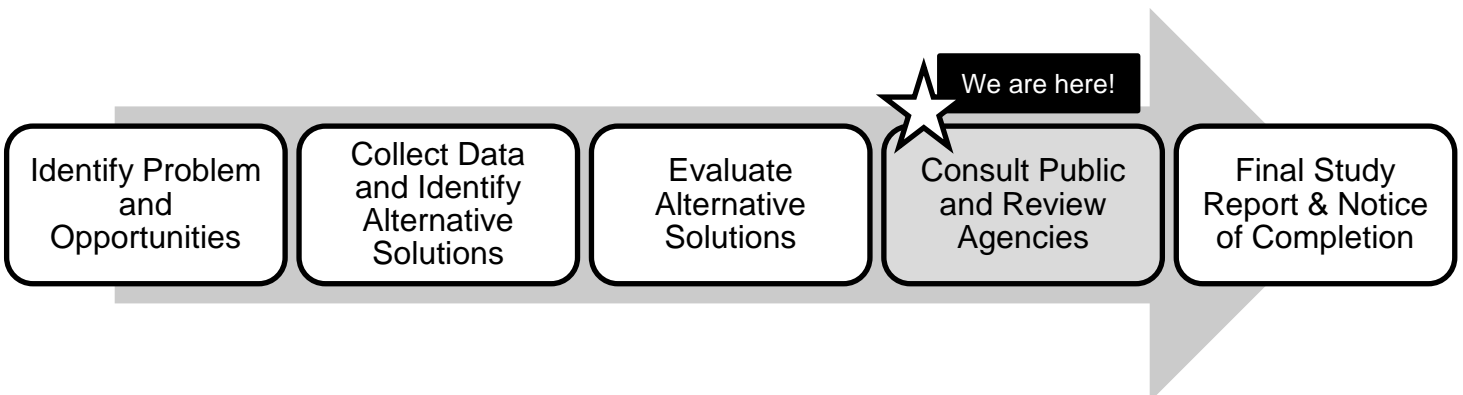 We are here!
Identify Problem
and
Opportunities
Collect Data
and Identify
Alternative
Solutions
Evaluate
Alternative
Solutions
Consult Public
and Review
Agencies
Final Study
Report & Notice
of Completion